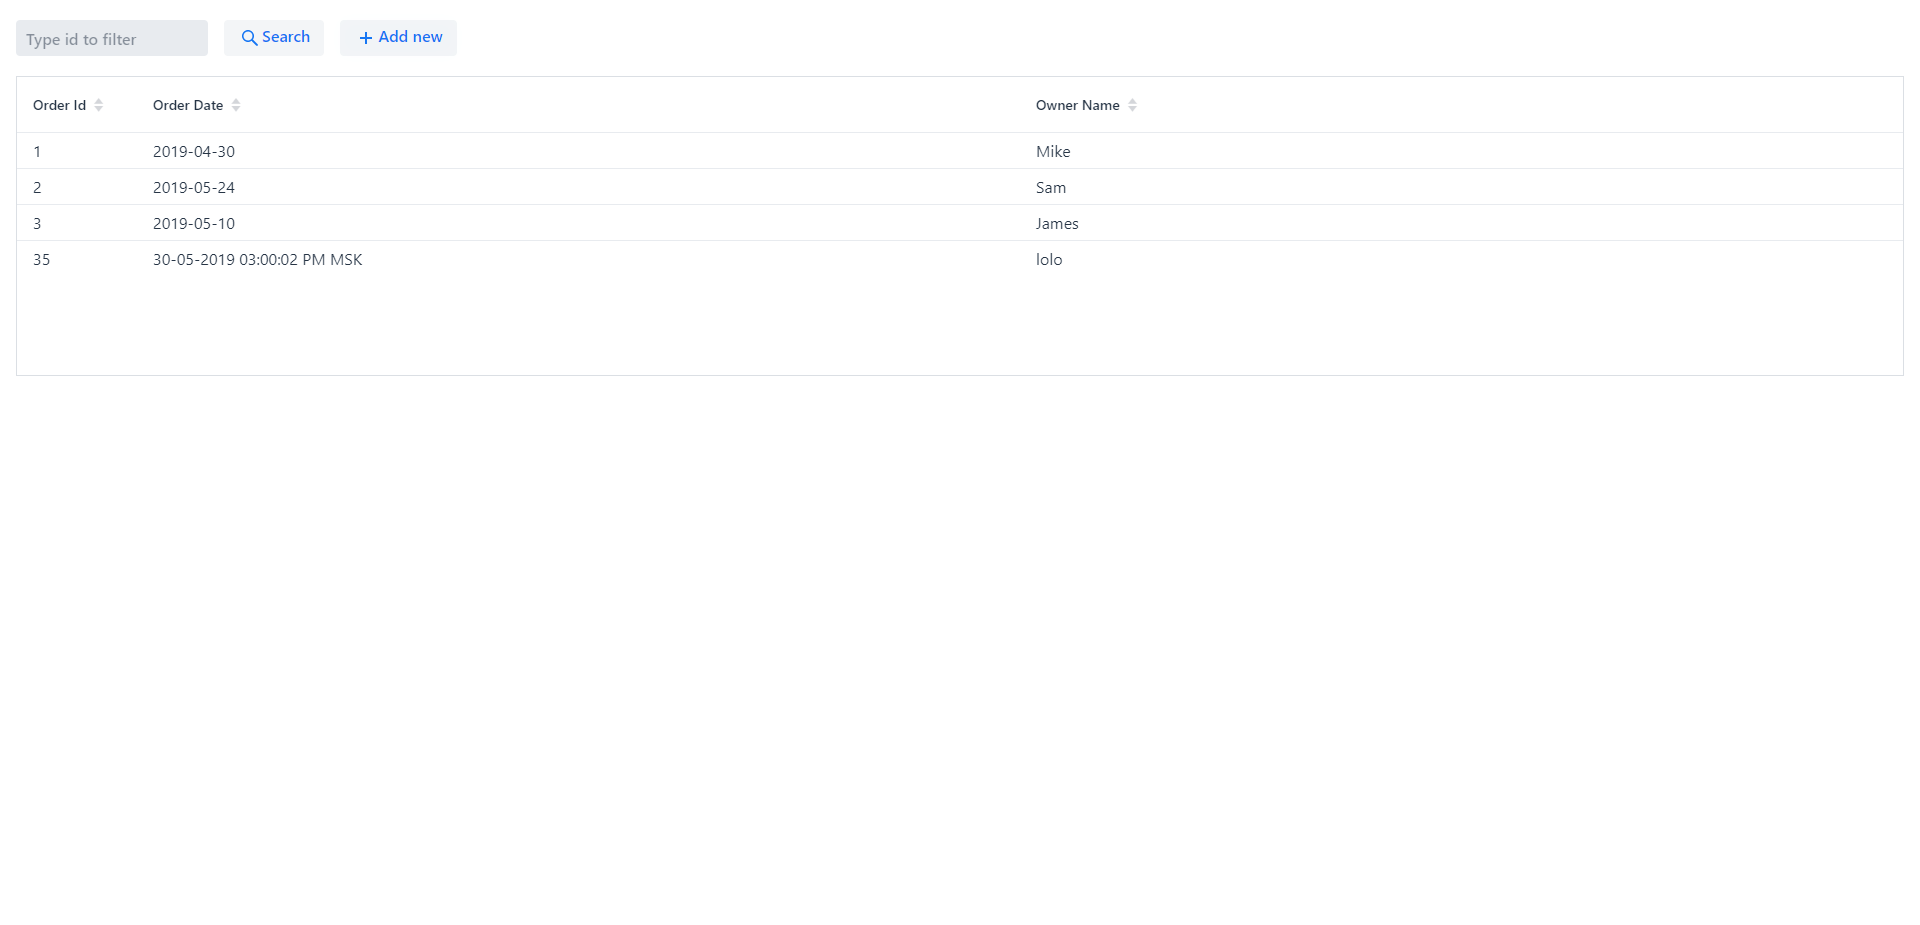 Type id to filter Search Add new
Order Id Order Date Owner Name
1 2019-04-30 Mike
2 2019-05-24 Sam
3 2019-05-10 James
35 30-05-2019 03:00:02 PM MSK lolo